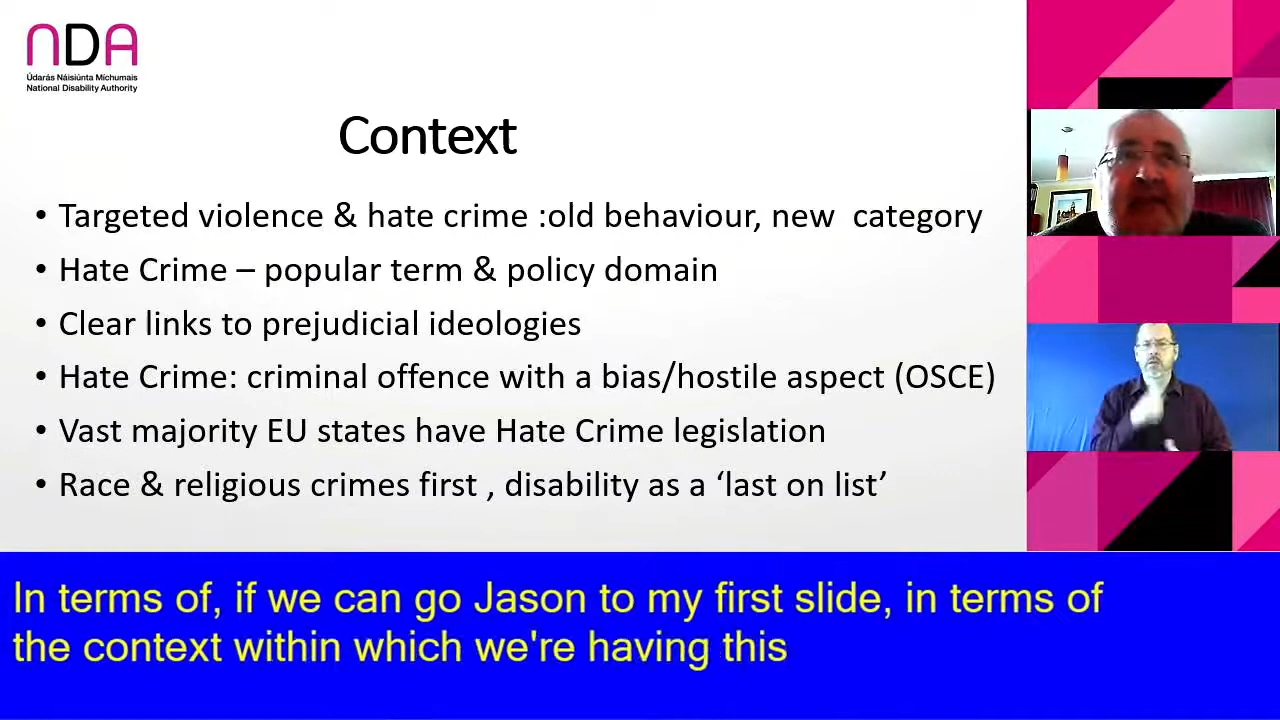 NDA
Údarás Náisiúnta Míchumais
National Disability Authority
Context
• Targeted violence & hate crime :old behaviour, new  category
• Hate Crime – popular term & policy domain
• Clear links to prejudicial ideologies
• Hate Crime: criminal offence with a bias/hostile aspect (OSCE)
• Vast majority EU states have Hate Crime legislation
• Race & religious crimes first , disability as a ‘last on list’
In terms of, if we can go Jason to my first slide, in terms of
the context within which we're having this